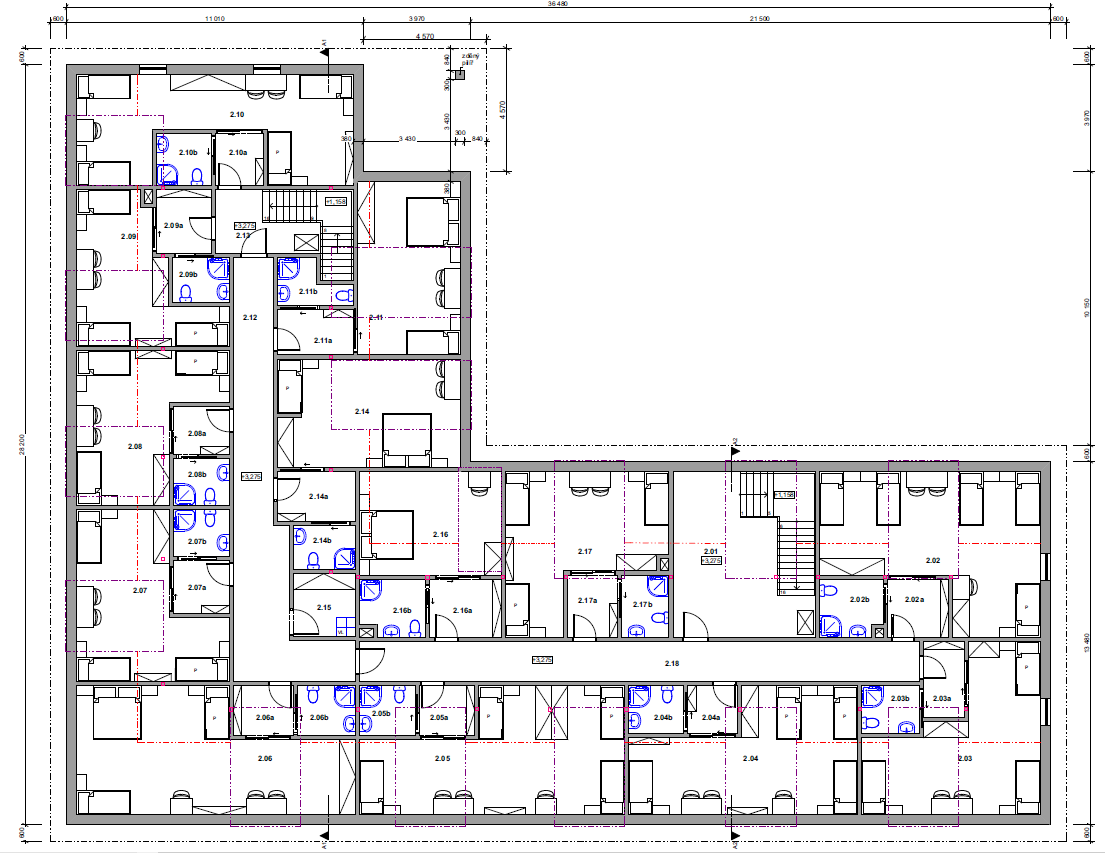 36 480
600
11 010
3 970
21 500
600
4 570
A1
600
840
300
3 430
4 570
600
3 970
380
3 430
300
840
380
2.10
2.10b
2.10a
P
+1,158
2.09a
+3,275
2.13
2.09
2.09b
2.11b
2.12
2.11
2.11a
10 150
P
P
P
2.14
28 200
2.08a
2.08
2.08b
+3,275
600
A2
2.14a
+1,158
2.07b
2.14b
2.16
2.17
2.01
+3,275
2.02
2.07a
2.07
2.15
2.16b
2.16a
P
2.17a
2.17b
2.02b
2.02a
P
13 480
VL
+3,275
2.18
P
P
2.06a
2.06b
2.05b
2.05a
2.04b
2.04a
2.03b
2.03a
P
P
P
P
2.06
2.05
2.04
2.03
600
A1
A2
600